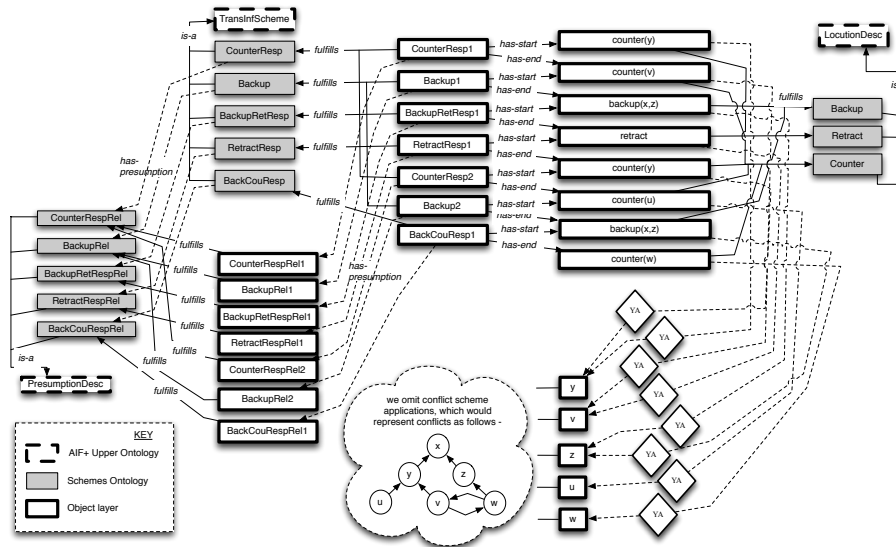 TransInfScheme
is-a
CounterResp
Backup
BackupRetResp
RetractResp
BackCouResp
fulfills
fulfills
fulfills
fulfills
fulfills
CounterResp1
Backup1
BackupRetResp1
RetractResp1
CounterResp2
Backup2
BackCouResp1
has-start
has-end
has-start
has-end
has-start
has-end
has-start
has-end
has-start
has-end
has-start
has-end
has-start
has-end
counter(y)
counter(v)
backup(x,z)
retract
counter(y)
counter(u)
backup(x,z)
counter(w)
fulfills
LocutionDesc
is
Backup
Retract
Counter
has-
presumption
CounterRespRel
BackupRel
BackupRetRespRel
RetractRespRel
BackCouRespRel
is-a
PresumptionDesc
fulfills
fulfills
fulfills
fulfills
fulfills
has-
presumption
CounterRespRel1
BackupRel1
BackupRetRespRel1
RetractRespRel1
CounterRespRel2
BackupRel2
BackCouRespRel1
YA
YA
YA
YA
YA
YA
YA
YA
y
v
z
u
w
we omit conflict scheme
applications, which would
represent conflicts as follows -
x
y
z
u
v
w
KEY
AIF+ Upper Ontology
Schemes Ontology
Object layer